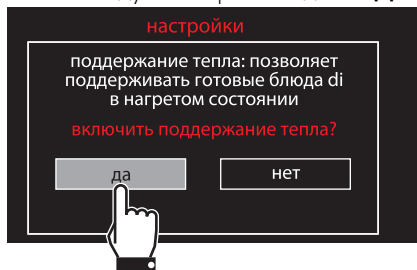 настройки
поддержание тепла: позволяет
поддерживать готовые блюда di
в нагретом состоянии
включить поддержание тепла?
да нет